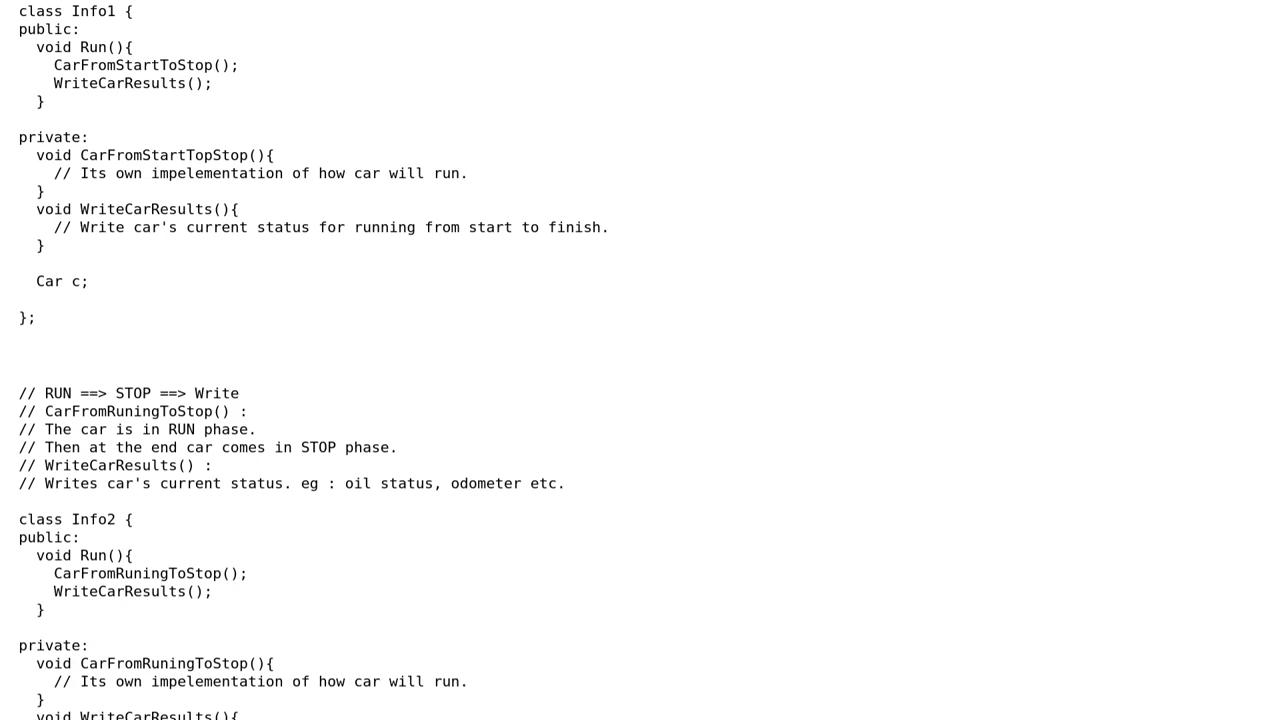 class Info1 {
public:
  void Run(){
    CarFromStartToStop();
    WriteCarResults();
  }

private:
  void CarFromStartTopStop(){
    // Its own impelementation of how car will run.
  }
  void WriteCarResults(){
    // Write car's current status for running from start to finish.
  }

  Car c;

};

// RUN ==> STOP ==> Write
// CarFromRuningToStop() :
// The car is in RUN phase.
// Then at the end car comes in STOP phase.
// WriteCarResults() :
// Writes car's current status. eg : oil status, odometer etc.

class Info2 {
public:
  void Run(){
    CarFromRuningToStop();
    WriteCarResults();
  }

private:
  void CarFromRuningToStop(){
    // Its own impelementation of how car will run.
  }
  void WriteCarResults(){